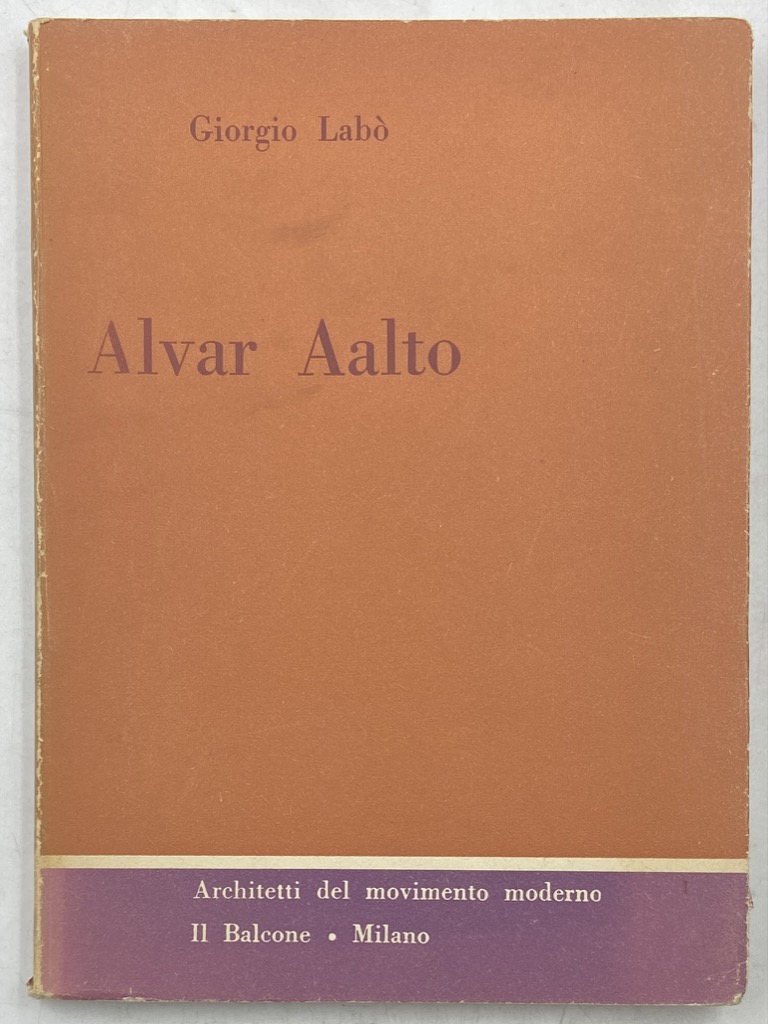 Giorgio Labò
Alvar Aalto
Architetti del movimento moderno
Il Balcone • Milano